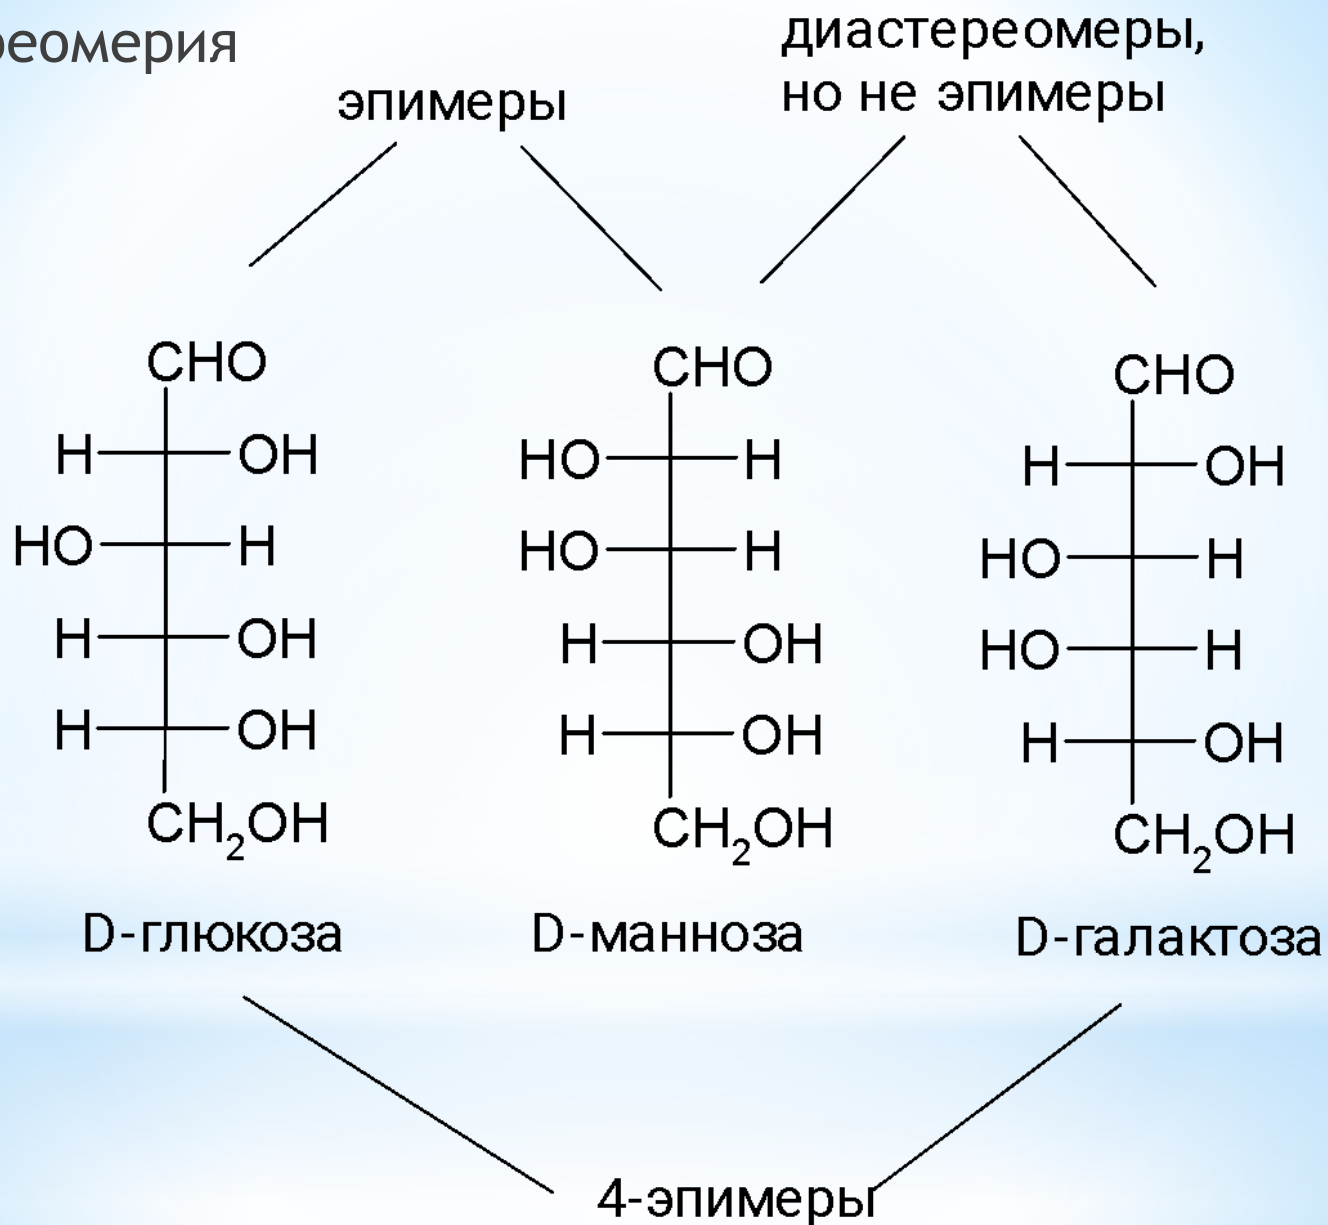 реомерия
диастереомеры,
но не эпимеры
эпимеры
CHO
H OH
HO H
H OH
H OH
CH₂OH
D-глюкоза
CHO
HO H
HO H
H OH
H OH
CH₂OH
D-манноза
CHO
H OH
HO H
HO H
H OH
CH₂OH
D-галактоза
4-эпимеры